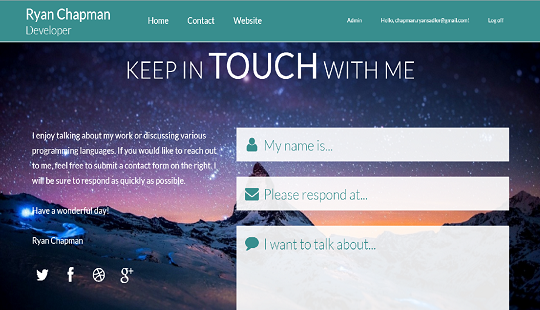 Ryan Chapman
Developer
Home Contact Website
Admin Hello, chapman.ryansadler@gmail.com! Log off
KEEP IN TOUCH WITH ME
I enjoy talking about my work or discussing various
programming languages. If you would like to reach out
to me, feel free to submit a contact form on the right. I
will be sure to respond as quickly as possible.
Have a wonderful day!
Ryan Chapman
My name is...
Please respond at...
I want to talk about...